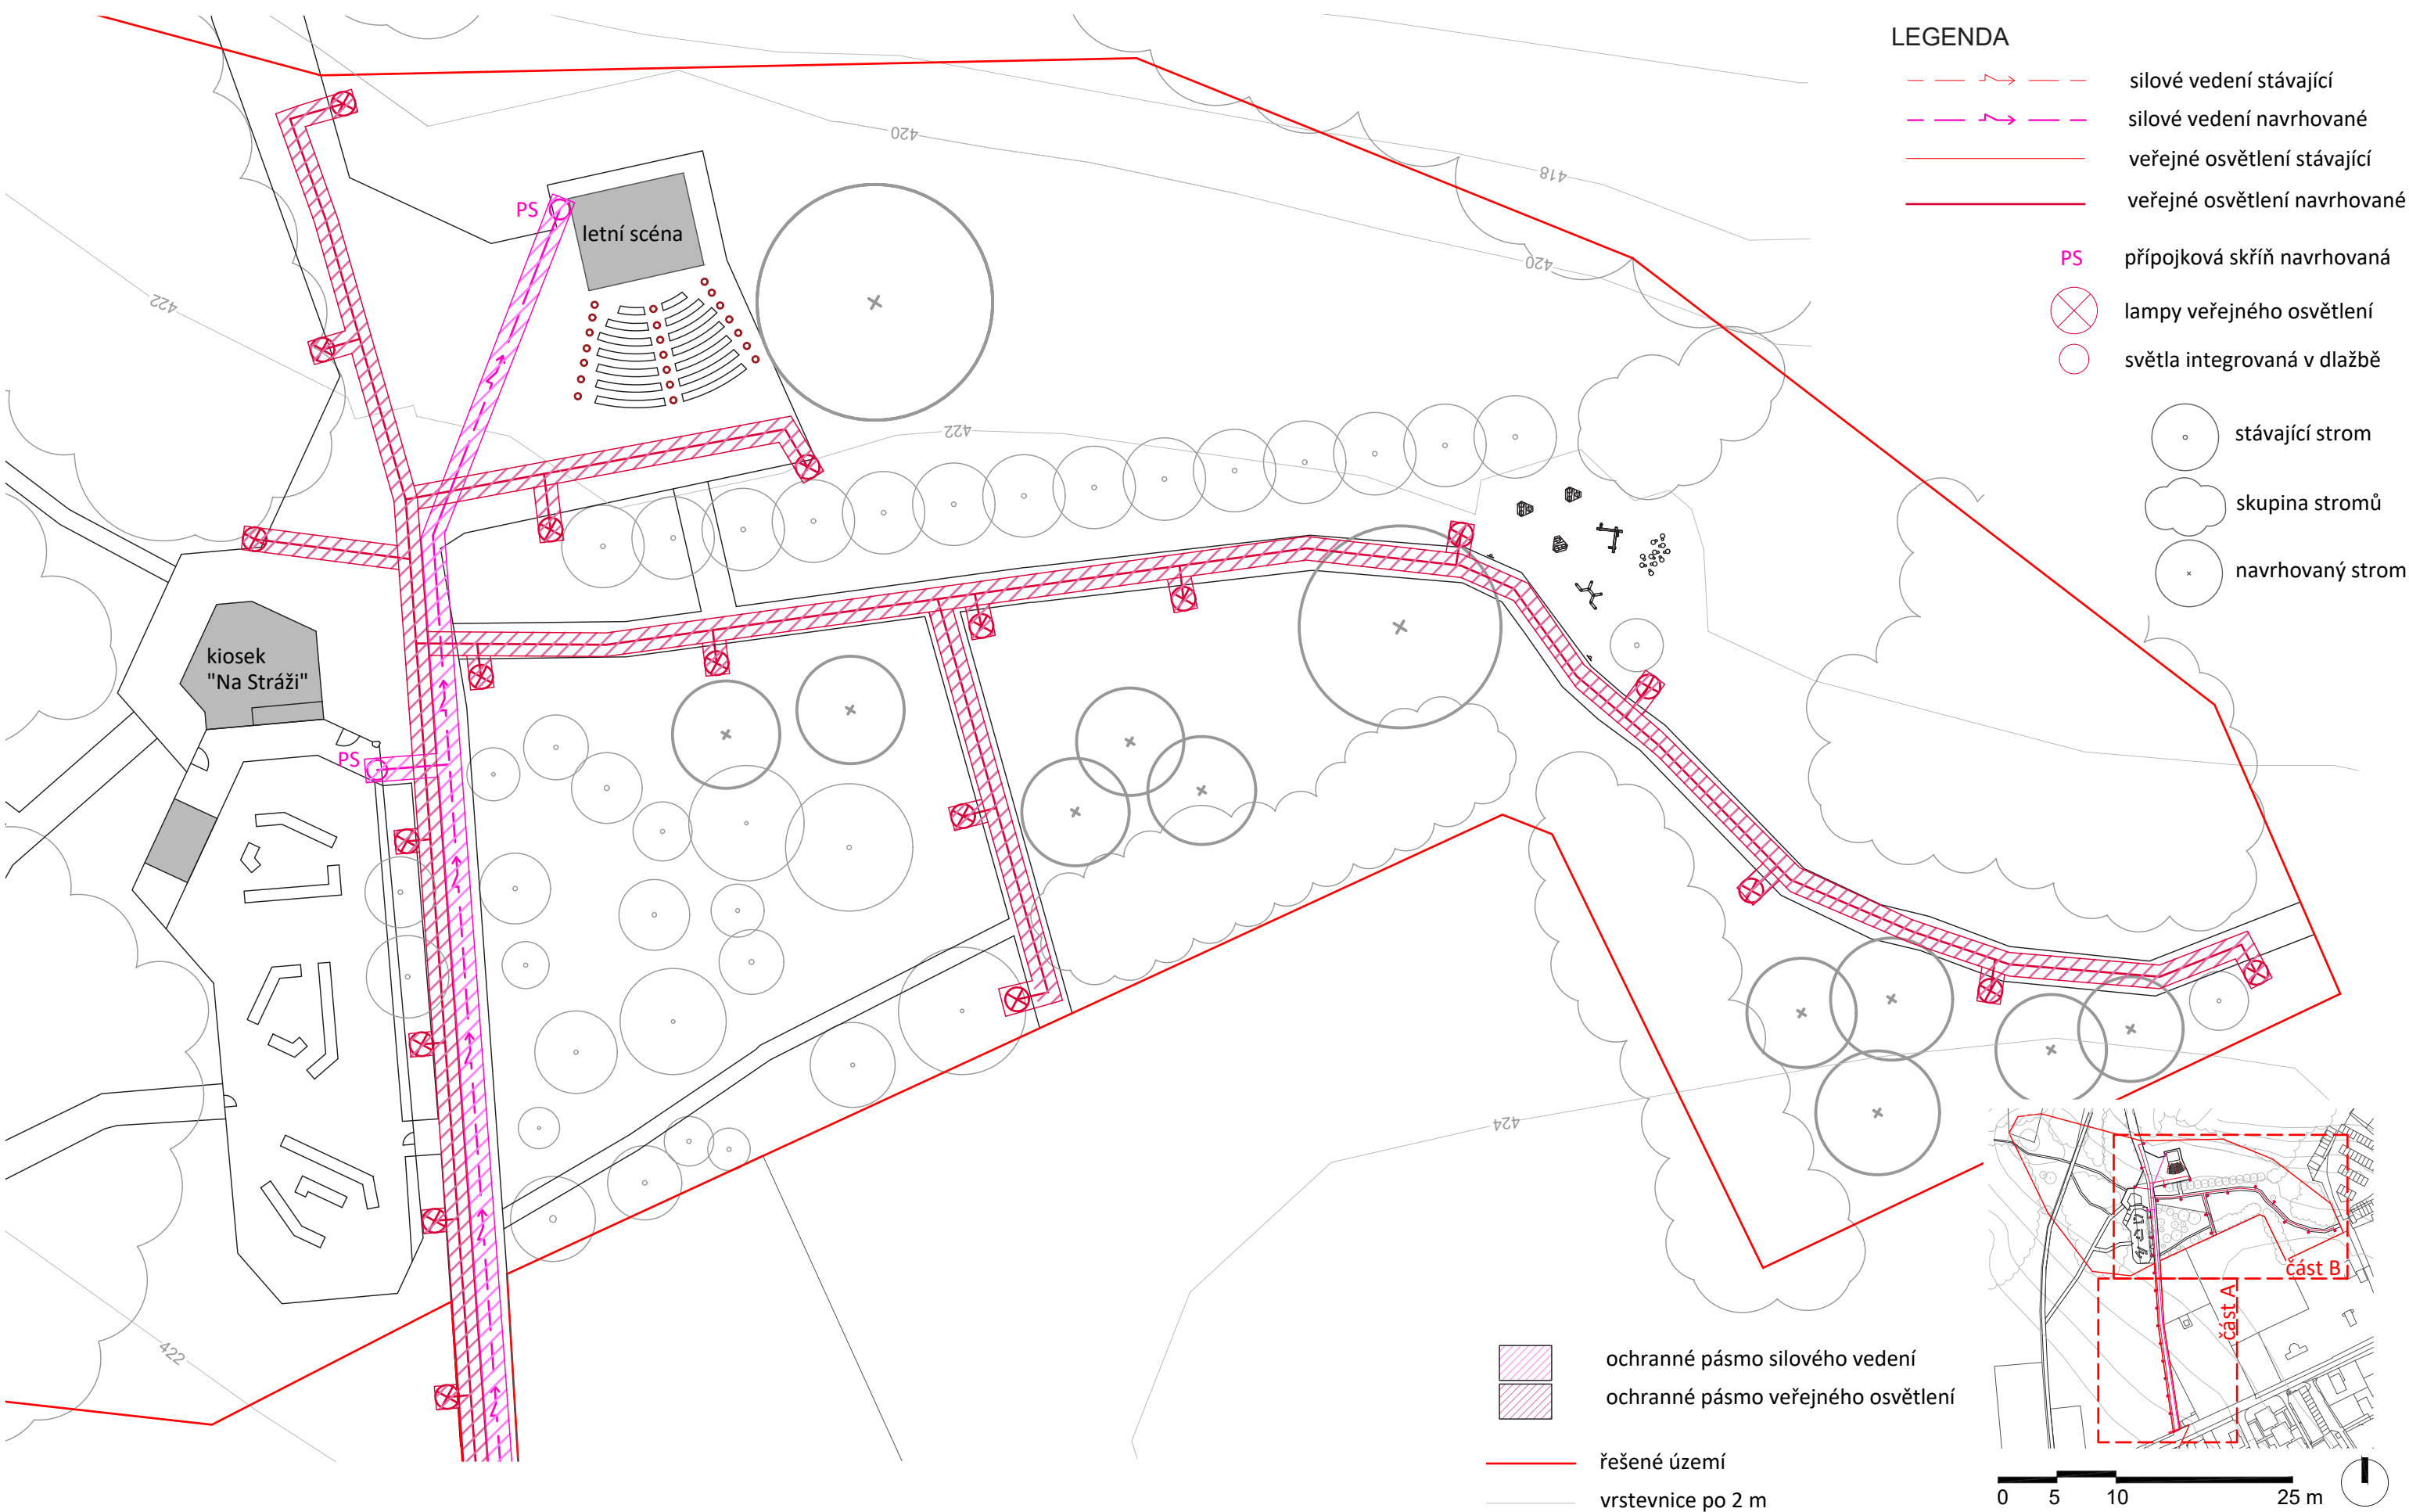 LEGENDA
silové vedení stávající
silové vedení navrhované
veřejné osvětlení stávající
veřejné osvětlení navrhované
PS přípojková skříň navrhovaná
lampy veřejného osvětlení
světla integrovaná v dlažbě
stávající strom
skupina stromů
navrhovaný strom
420
418
420
422
422
PS
letní scéna
kiosek
"Na Stráži"
PS
424
422
část B
část A
ochranné pásmo silového vedení
ochranné pásmo veřejného osvětlení
řešené území
vrstevnice po 2 m
0 5 10 25 m